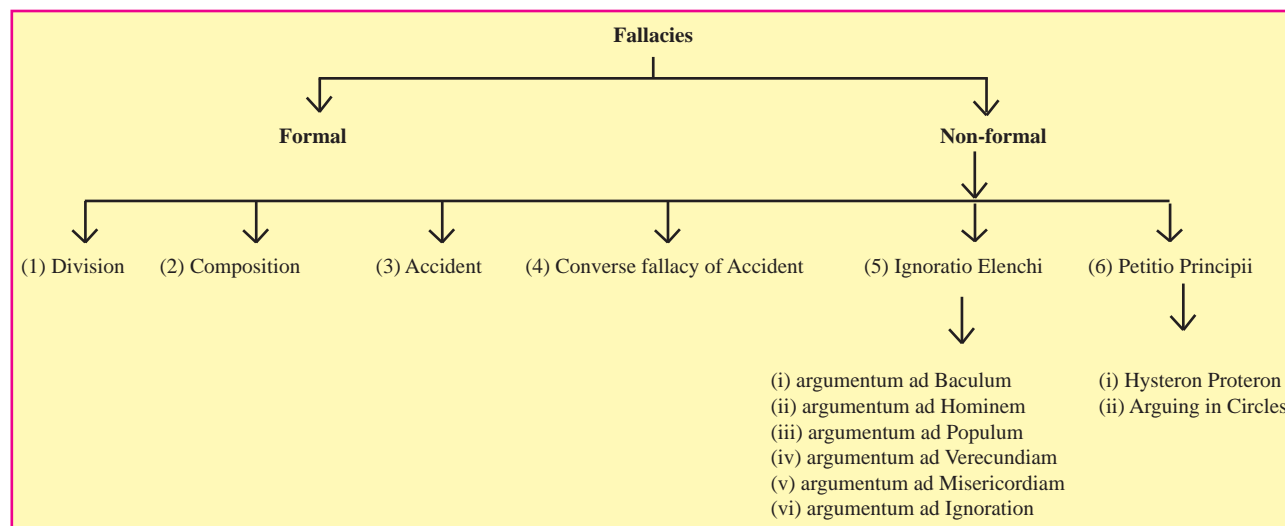 Fallacies
Formal
Non-formal
(1) Division
(2) Composition
(3) Accident
(4) Converse fallacy of Accident
(5) Ignoratio Elenchi
(6) Petitio Principii
(i) argumentum ad Baculum
(ii) argumentum ad Hominem
(iii) argumentum ad Populum
(iv) argumentum ad Verecundiam
(v) argumentum ad Misericordiam
(vi) argumentum ad Ignoration
(i) Hysteron Proteron
(ii) Arguing in Circles